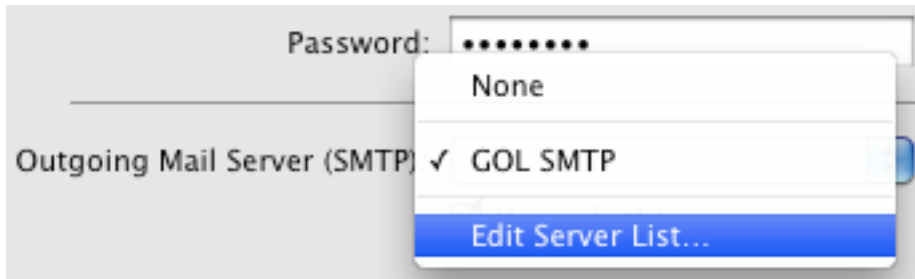 Password: ••••••••
None
Outgoing Mail Server (SMTP) ✓ GOL SMTP
Edit Server List...